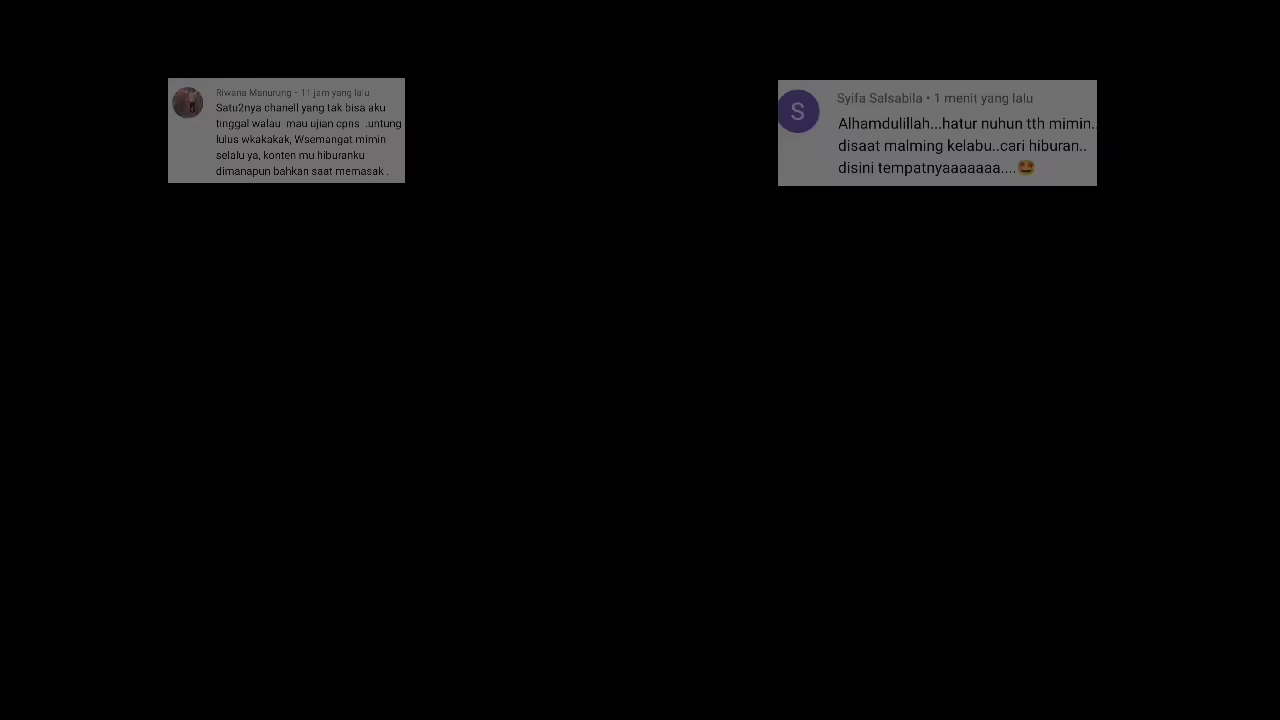 Riwana Manurung • 11 jam yang lalu
Satu2nya chanell yang tak bisa aku
tinggal walau mau ujian cpns ..untung
lulus wkakakak, Wsemangat mimin
selalu ya, konten mu hiburanku
dimanapun bahkan saat memasak .
S
Syifa Salsabila • 1 menit yang lalu
Alhamdulillah...hatur nuhun tth mimin..
disaat malming kelabu..cari hiburan..
disini tempatnyaaaaaaa....🤩